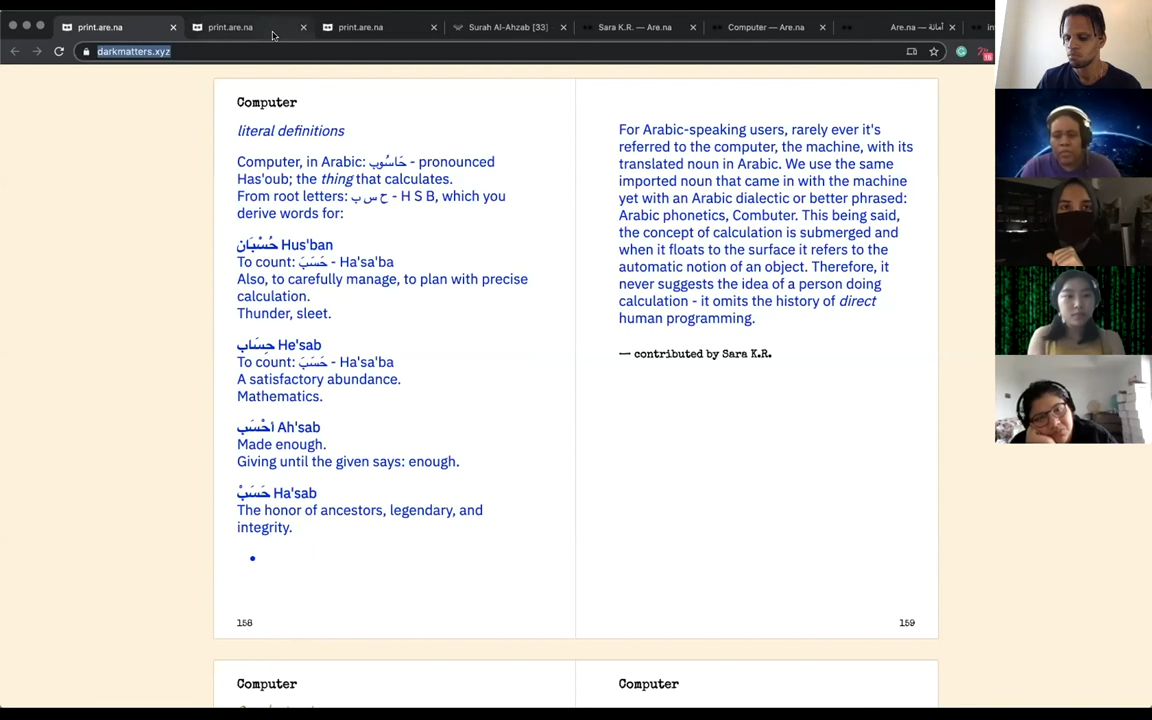 print.are.na
print.are.na
print.are.na
Surah Al-Ahzab [33]
Sara K.R. — Are.na
Computer — Are.na
أمانة — Are.na
in
darkmatters.xyz
15
Computer
literal definitions
Computer, in Arabic: حَاسُوب - pronounced
Has'oub; the thing that calculates.
From root letters: ح س ب - H S B, which you
derive words for:
حُسْبَان Hus'ban
To count: حَسَبَ - Ha'sa'ba
Also, to carefully manage, to plan with precise
calculation.
Thunder, sleet.
حِسَاب He'sab
To count: حَسَبَ - Ha'sa'ba
A satisfactory abundance.
Mathematics.
أحْسَب Ah'sab
Made enough.
Giving until the given says: enough.
حَسَبْ Ha'sab
The honor of ancestors, legendary, and
integrity.
158
For Arabic-speaking users, rarely ever it's
referred to the computer, the machine, with its
translated noun in Arabic. We use the same
imported noun that came in with the machine
yet with an Arabic dialectic or better phrased:
Arabic phonetics, Combuter. This being said,
the concept of calculation is submerged and
when it floats to the surface it refers to the
automatic notion of an object. Therefore, it
never suggests the idea of a person doing
calculation - it omits the history of direct
human programming.
— contributed by Sara K.R.
159
Computer
Computer